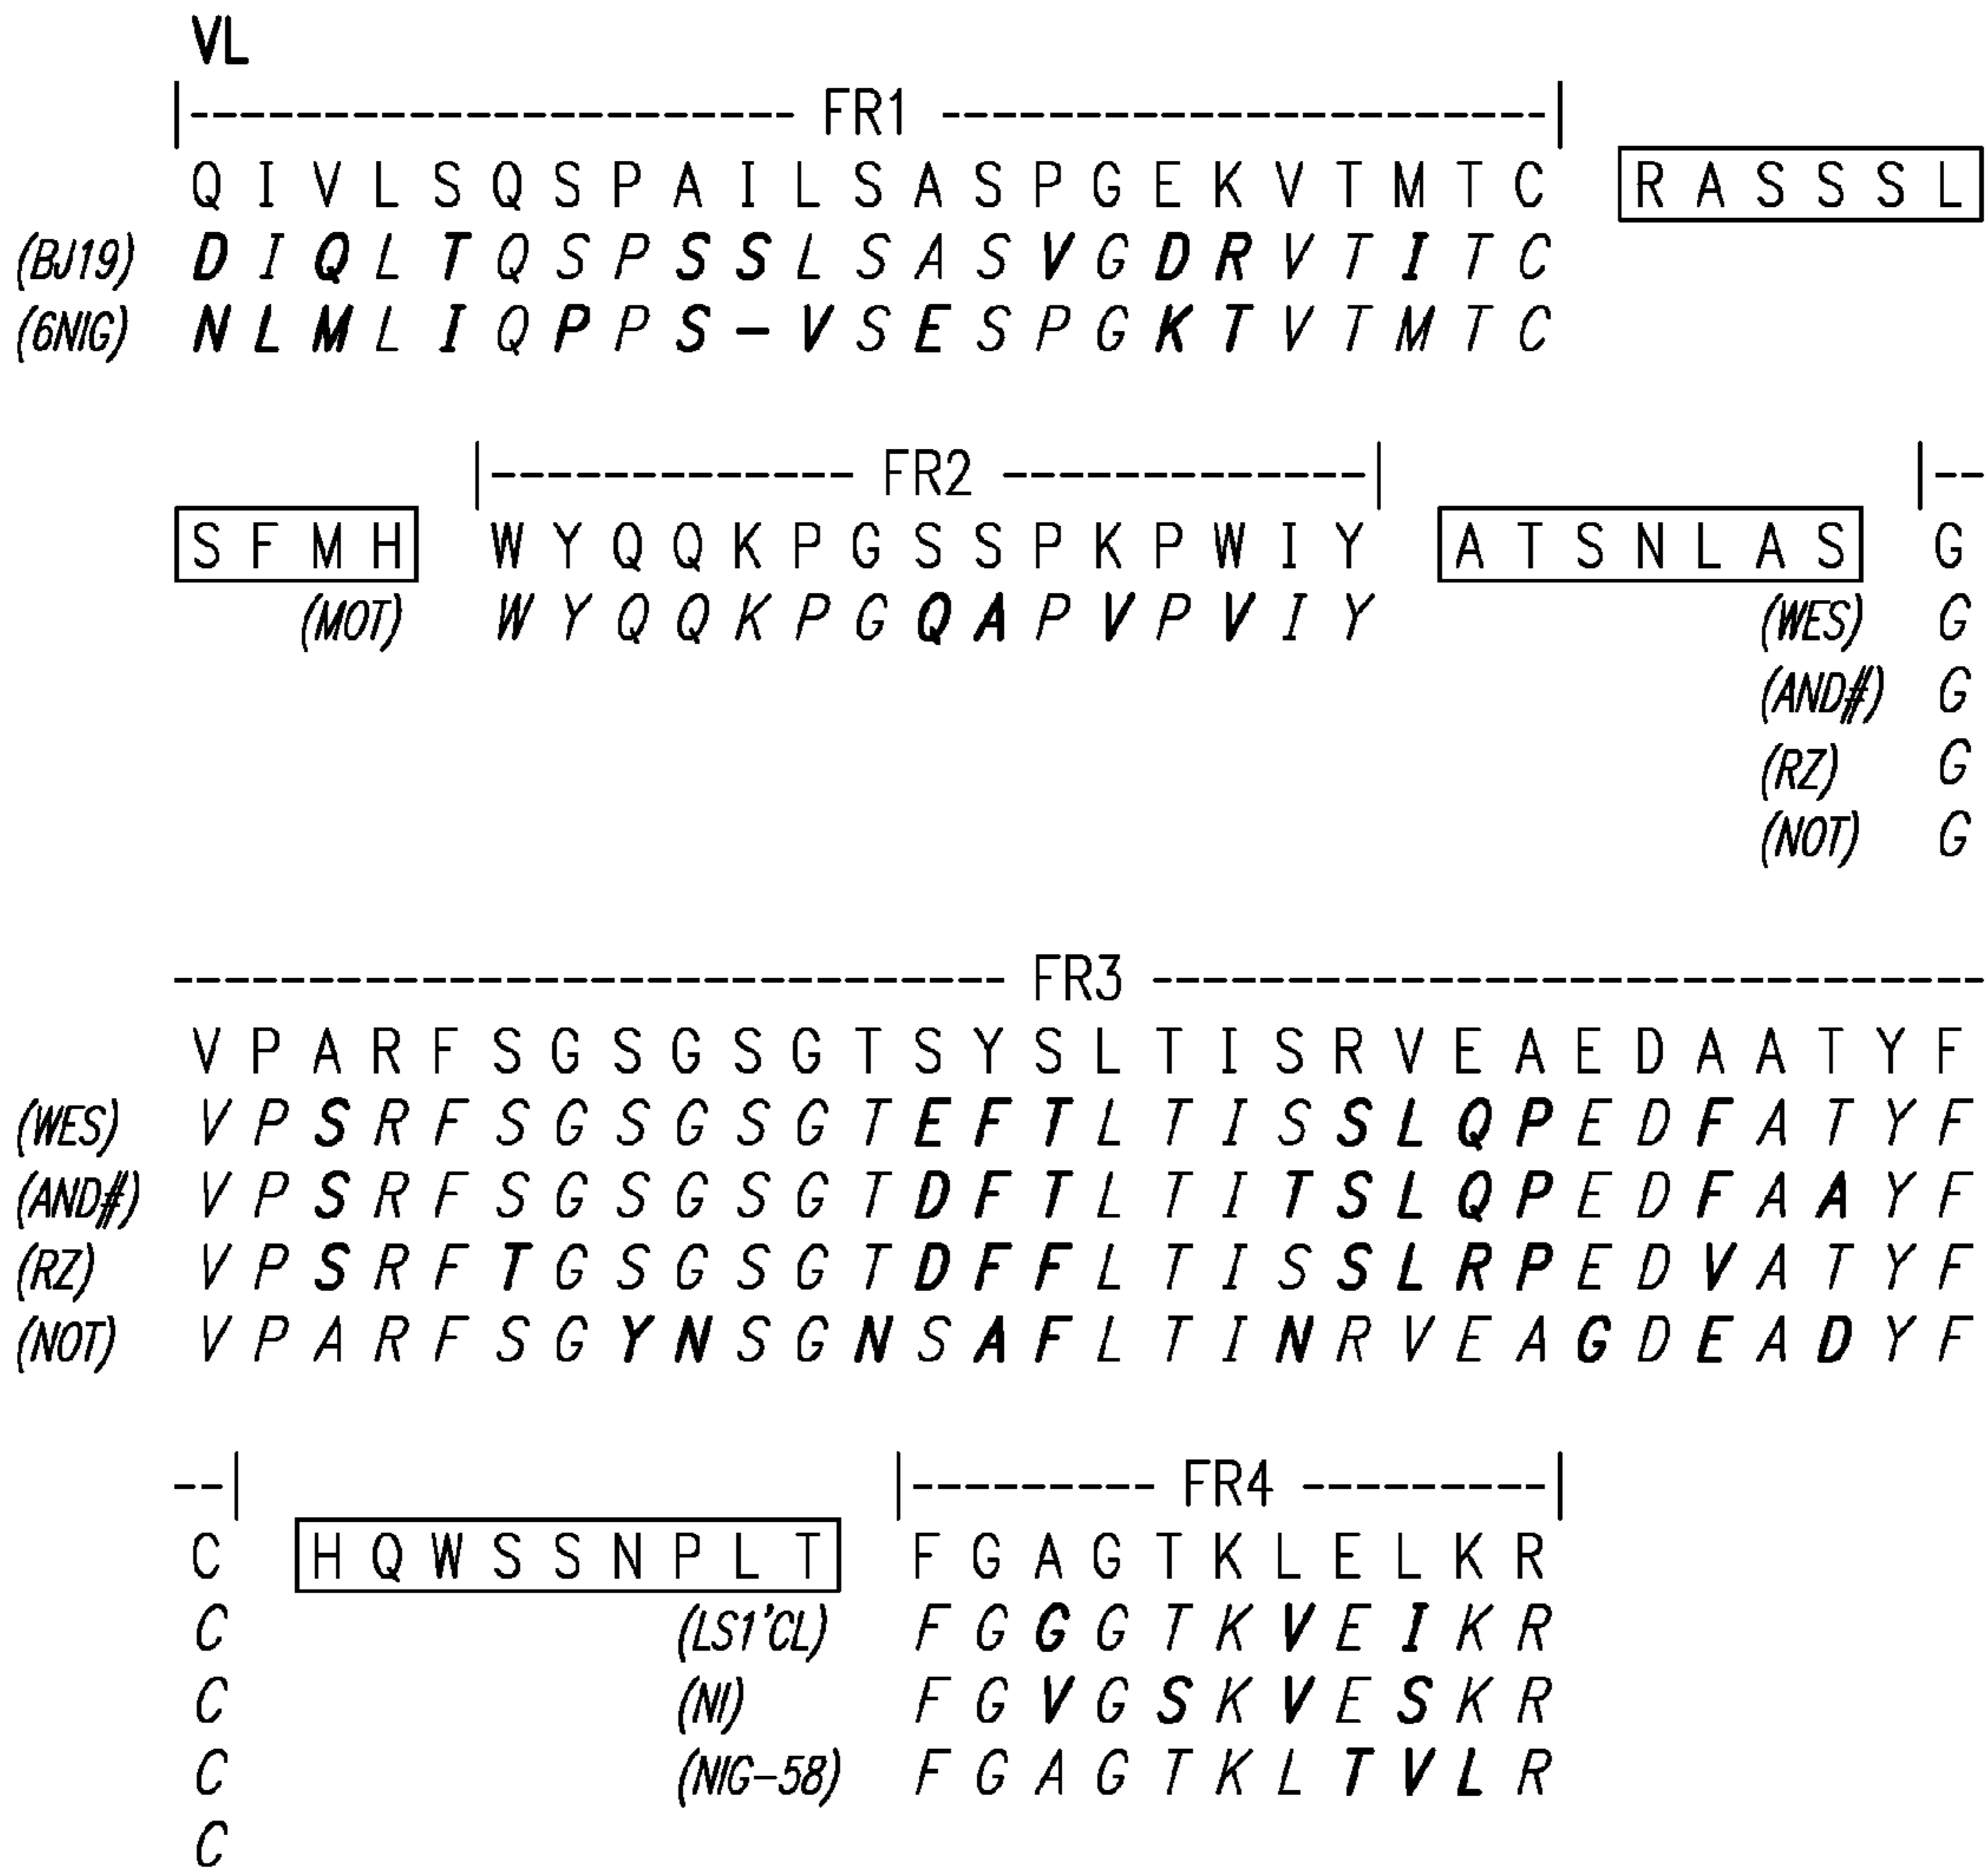 VL
|-------------------- FR1 --------------------|
Q I V L S Q S P A I L S A S P G E K V T M T C R A S S S L
(BJ19) D I Q L T Q S P S S L S A S V G D R V T I T C
(6NIG) N L M L I Q P P S - V S E S P G K T V T M T C
|------------- FR2 -------------| |--
S F M H W Y Q Q K P G S S P K P W I Y A T S N L A S G
(MOT) W Y Q Q K P G Q A P V P V I Y (WES) G
(AND#) G
(RZ) G
(NOT) G
---------------------------- FR3 ----------------------------
V P A R F S G S G S G T S Y S L T I S R V E A E D A A T Y F
(WES) V P S R F S G S G S G T E F T L T I S S L Q P E D F A T Y F
(AND#) V P S R F S G S G S G T D F T L T I T S L Q P E D F A A Y F
(RZ) V P S R F T G S G S G T D F F L T I S S L R P E D V A T Y F
(NOT) V P A R F S G Y N S G N S A F L T I N R V E A G D E A D Y F
--| |--------- FR4 ---------|
C H Q W S S N P L T F G A G T K L E L K R
C (LS1'CL) F G G G T K V E I K R
C (NI) F G V G S K V E S K R
C (NIG-58) F G A G T K L T V L R
C